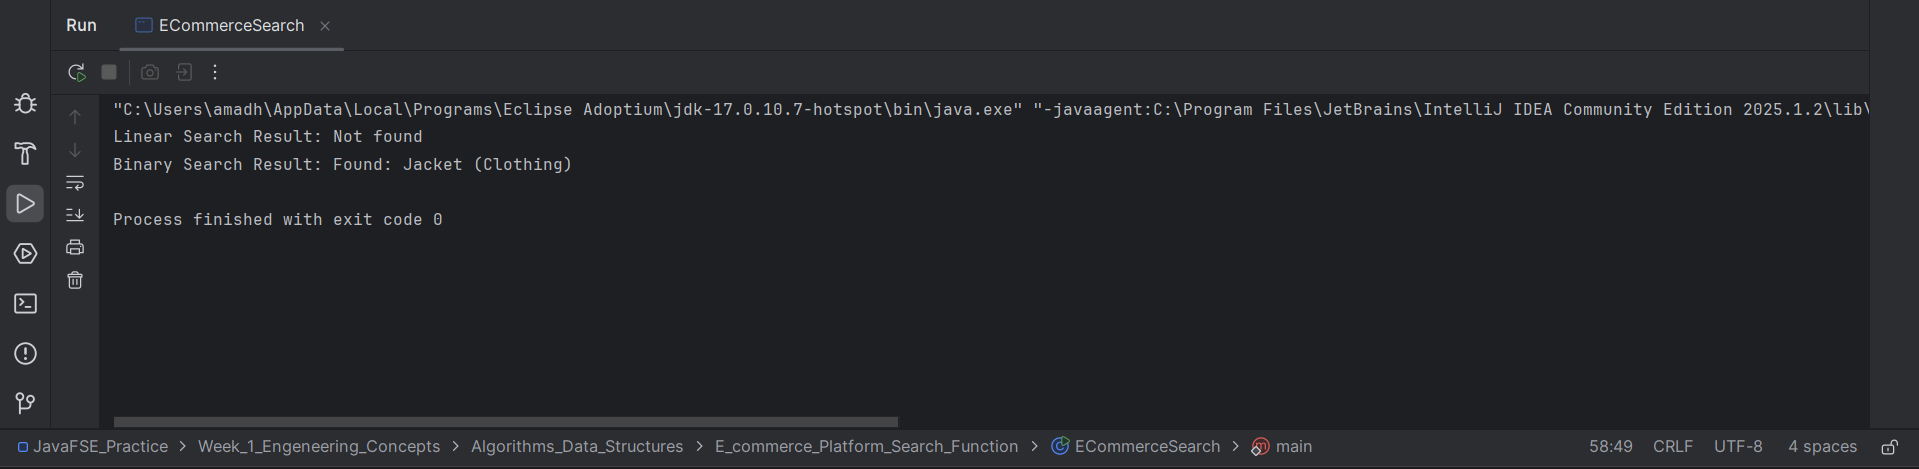 Run ECommerceSearch
"C:\Users\amadh\AppData\Local\Programs\Eclipse Adoptium\jdk-17.0.10.7-hotspot\bin\java.exe" "-javaagent:C:\Program Files\JetBrains\IntelliJ IDEA Community Edition 2025.1.2\lib\
Linear Search Result: Not found
Binary Search Result: Found: Jacket (Clothing)
Process finished with exit code 0
JavaFSE_Practice > Week_1_Engeneering_Concepts > Algorithms_Data_Structures > E_commerce_Platform_Search_Function > ECommerceSearch > main 58:49 CRLF UTF-8 4 spaces